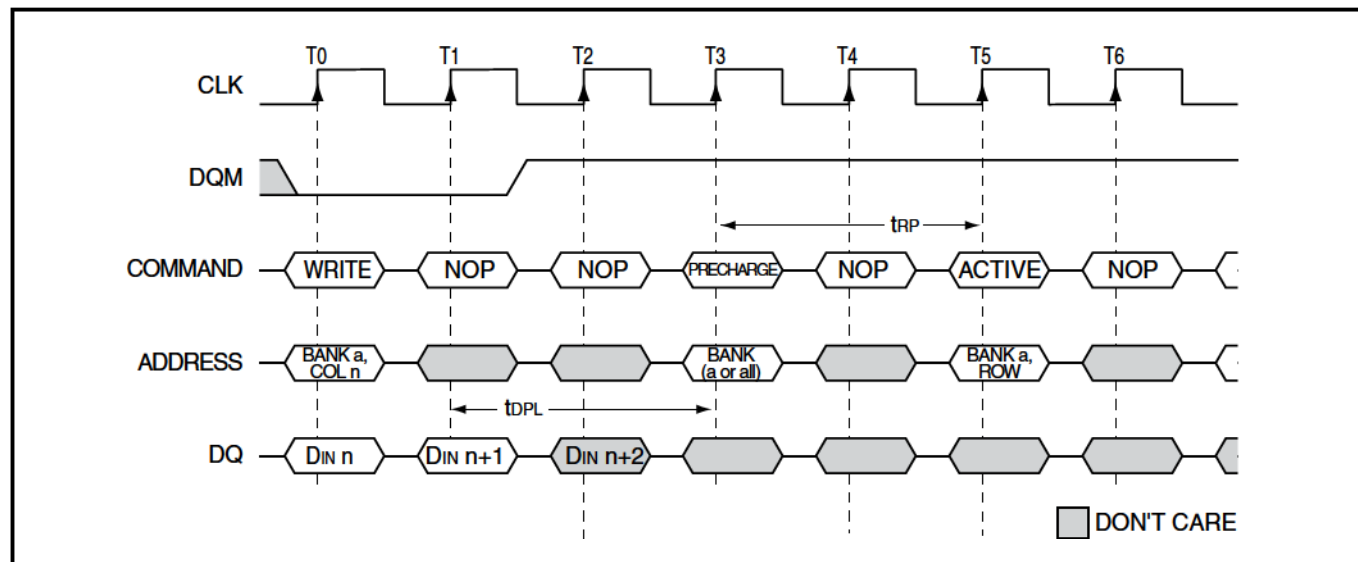 T0 T1 T2 T3 T4 T5 T6
CLK
DQM
tRP
COMMAND WRITE NOP NOP PRECHARGE NOP ACTIVE NOP
ADDRESS BANK a, COL n BANK (a or all) BANK a, ROW
tDPL
DQ DIN n DIN n+1 DIN n+2
DON'T CARE